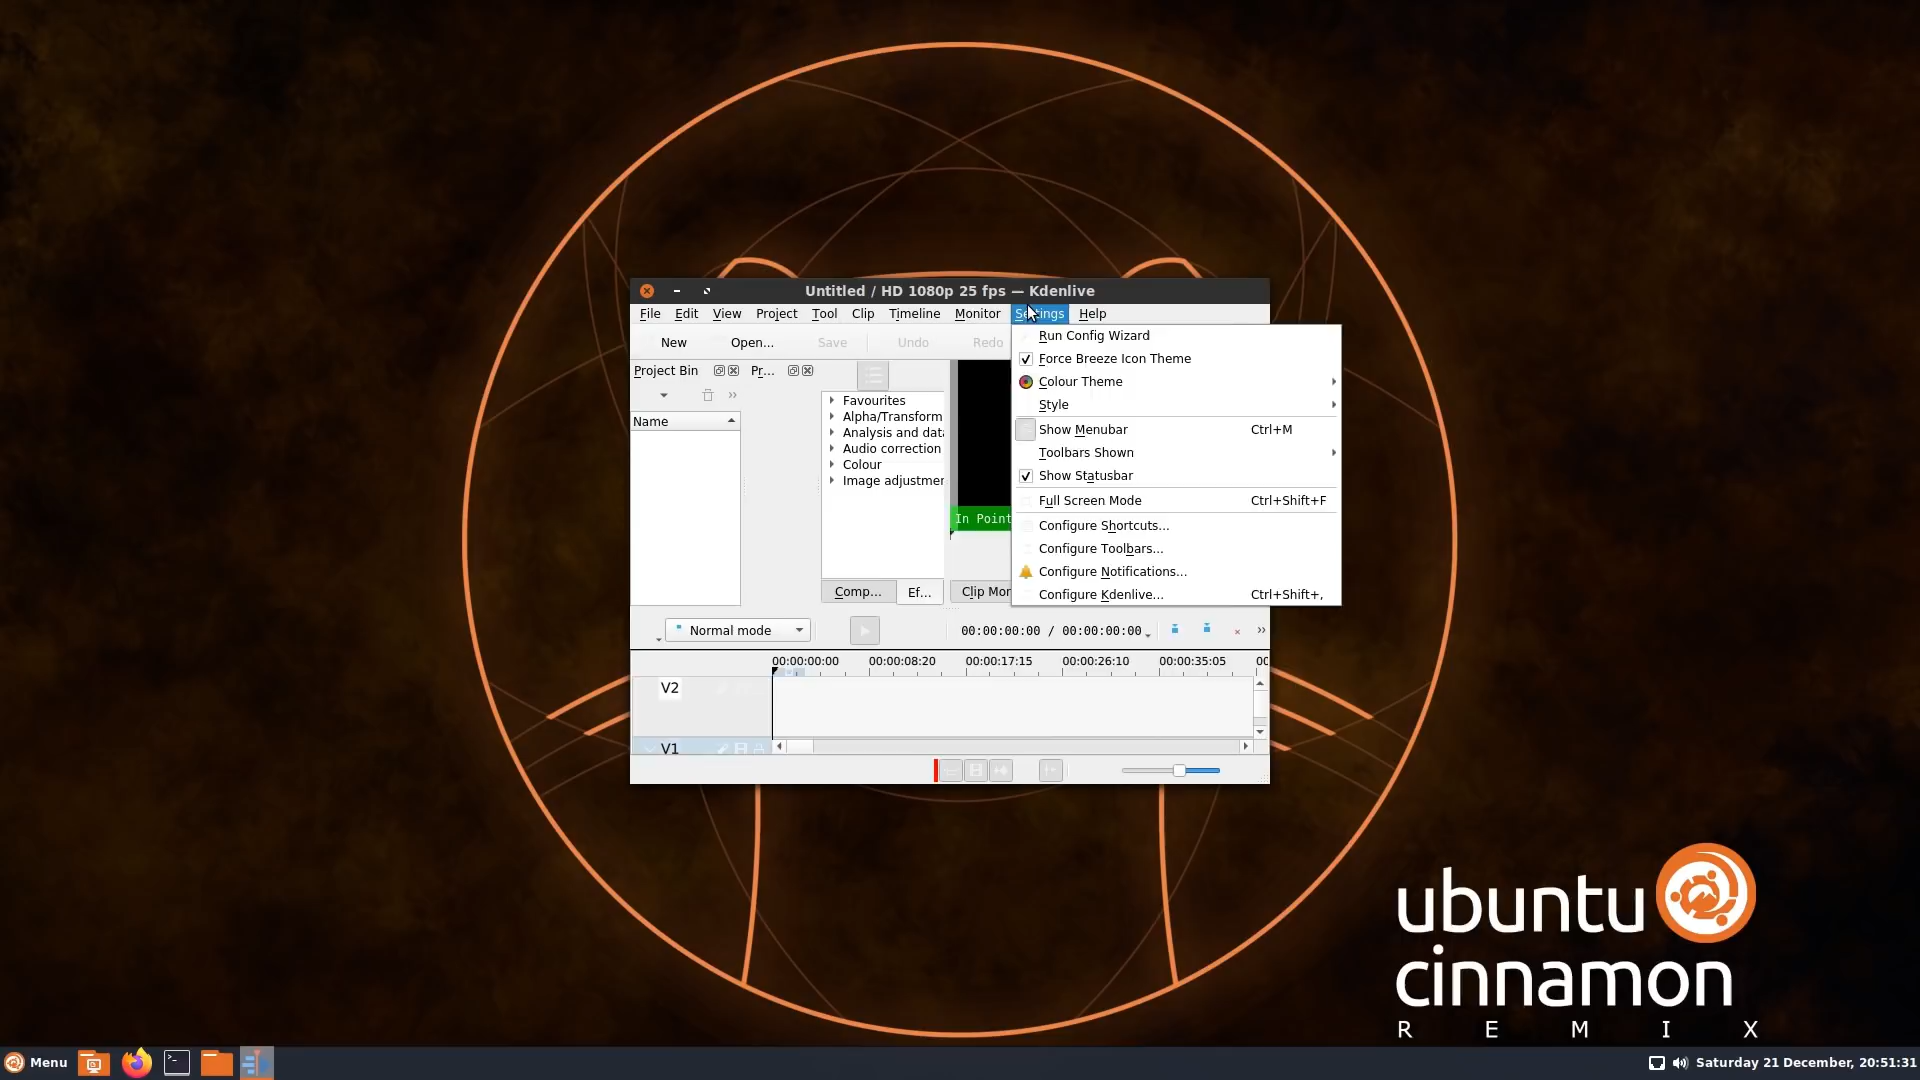 Untitled / HD 1080p 25 fps — Kdenlive
File Edit View Project Tool Clip Timeline Monitor Settings Help
New Open... Save Undo Redo
Project Bin Pr...
Name
Favourites
Alpha/Transform
Analysis and data
Audio correction
Colour
Image adjustmen
In Point
Comp... Ef... Clip Mon
Run Config Wizard
Force Breeze Icon Theme
Colour Theme
Style
Show Menubar Ctrl+M
Toolbars Shown
Show Statusbar
Full Screen Mode Ctrl+Shift+F
Configure Shortcuts...
Configure Toolbars...
Configure Notifications...
Configure Kdenlive... Ctrl+Shift+,
Normal mode 00:00:00:00 / 00:00:00:00
00:00:00:00 00:00:08:20 00:00:17:15 00:00:26:10 00:00:35:05 00
V2
V1
ubuntu
cinnamon
REMIX
Menu Saturday 21 December, 20:51:31